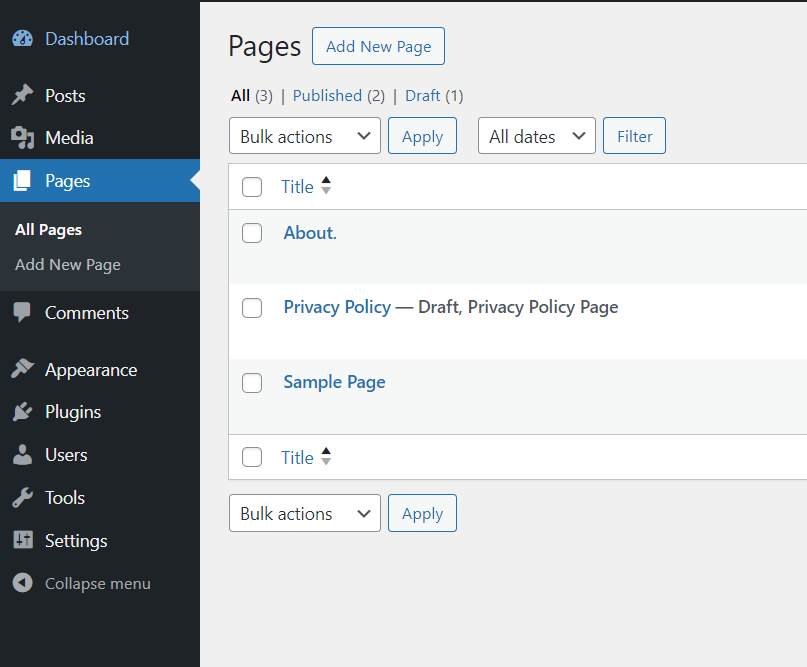 Dashboard
Posts
Media
Pages
All Pages
Add New Page
Comments
Appearance
Plugins
Users
Tools
Settings
Collapse menu
Pages Add New Page
All (3) | Published (2) | Draft (1)
Bulk actions Apply All dates Filter
Title
About.
Privacy Policy — Draft, Privacy Policy Page
Sample Page
Title
Bulk actions Apply